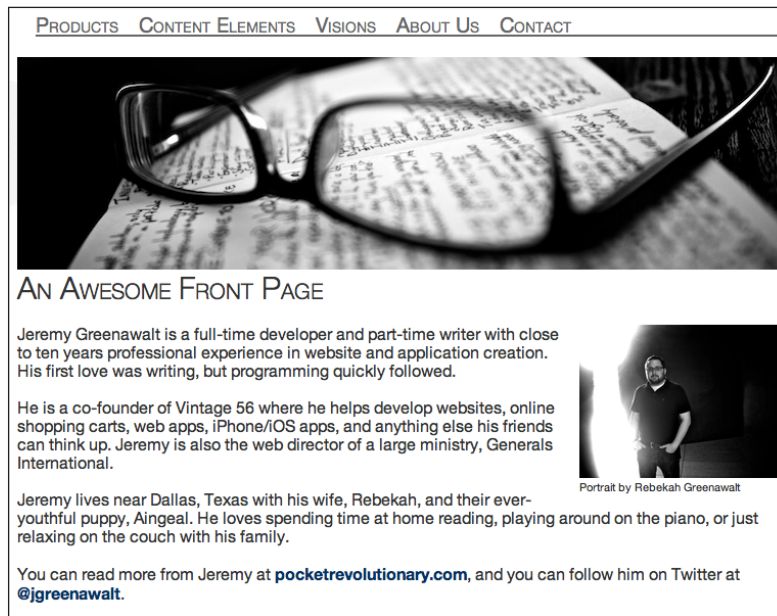 Products Content Elements Visions About Us Contact
An Awesome Front Page
Jeremy Greenawalt is a full-time developer and part-time writer with close
to ten years professional experience in website and application creation.
His first love was writing, but programming quickly followed.
He is a co-founder of Vintage 56 where he helps develop websites, online
shopping carts, web apps, iPhone/iOS apps, and anything else his friends
can think up. Jeremy is also the web director of a large ministry, Generals
International.
Portrait by Rebekah Greenawalt
Jeremy lives near Dallas, Texas with his wife, Rebekah, and their ever-
youthful puppy, Aingeal. He loves spending time at home reading, playing around on the piano, or just
relaxing on the couch with his family.
You can read more from Jeremy at pocketrevolutionary.com, and you can follow him on Twitter at
@jgreenawalt.